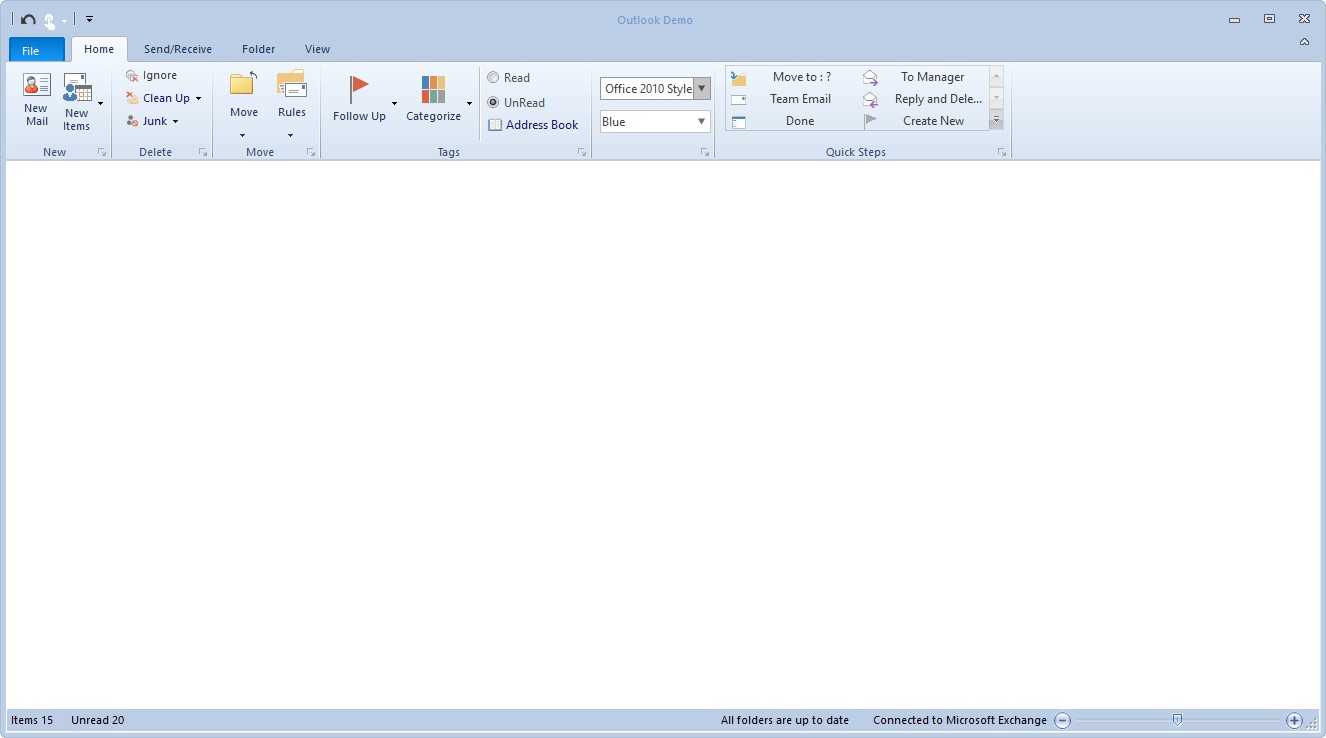 Outlook Demo
File Home Send/Receive Folder View
New Mail
New Items
Ignore
Clean Up
Junk
Move
Rules
Follow Up
Categorize
Read
UnRead
Address Book
Office 2010 Style
Blue
Move to : ?
To Manager
Team Email
Reply and Dele...
Done
Create New
New Delete Move Tags Quick Steps
Items 15 Unread 20 All folders are up to date Connected to Microsoft Exchange